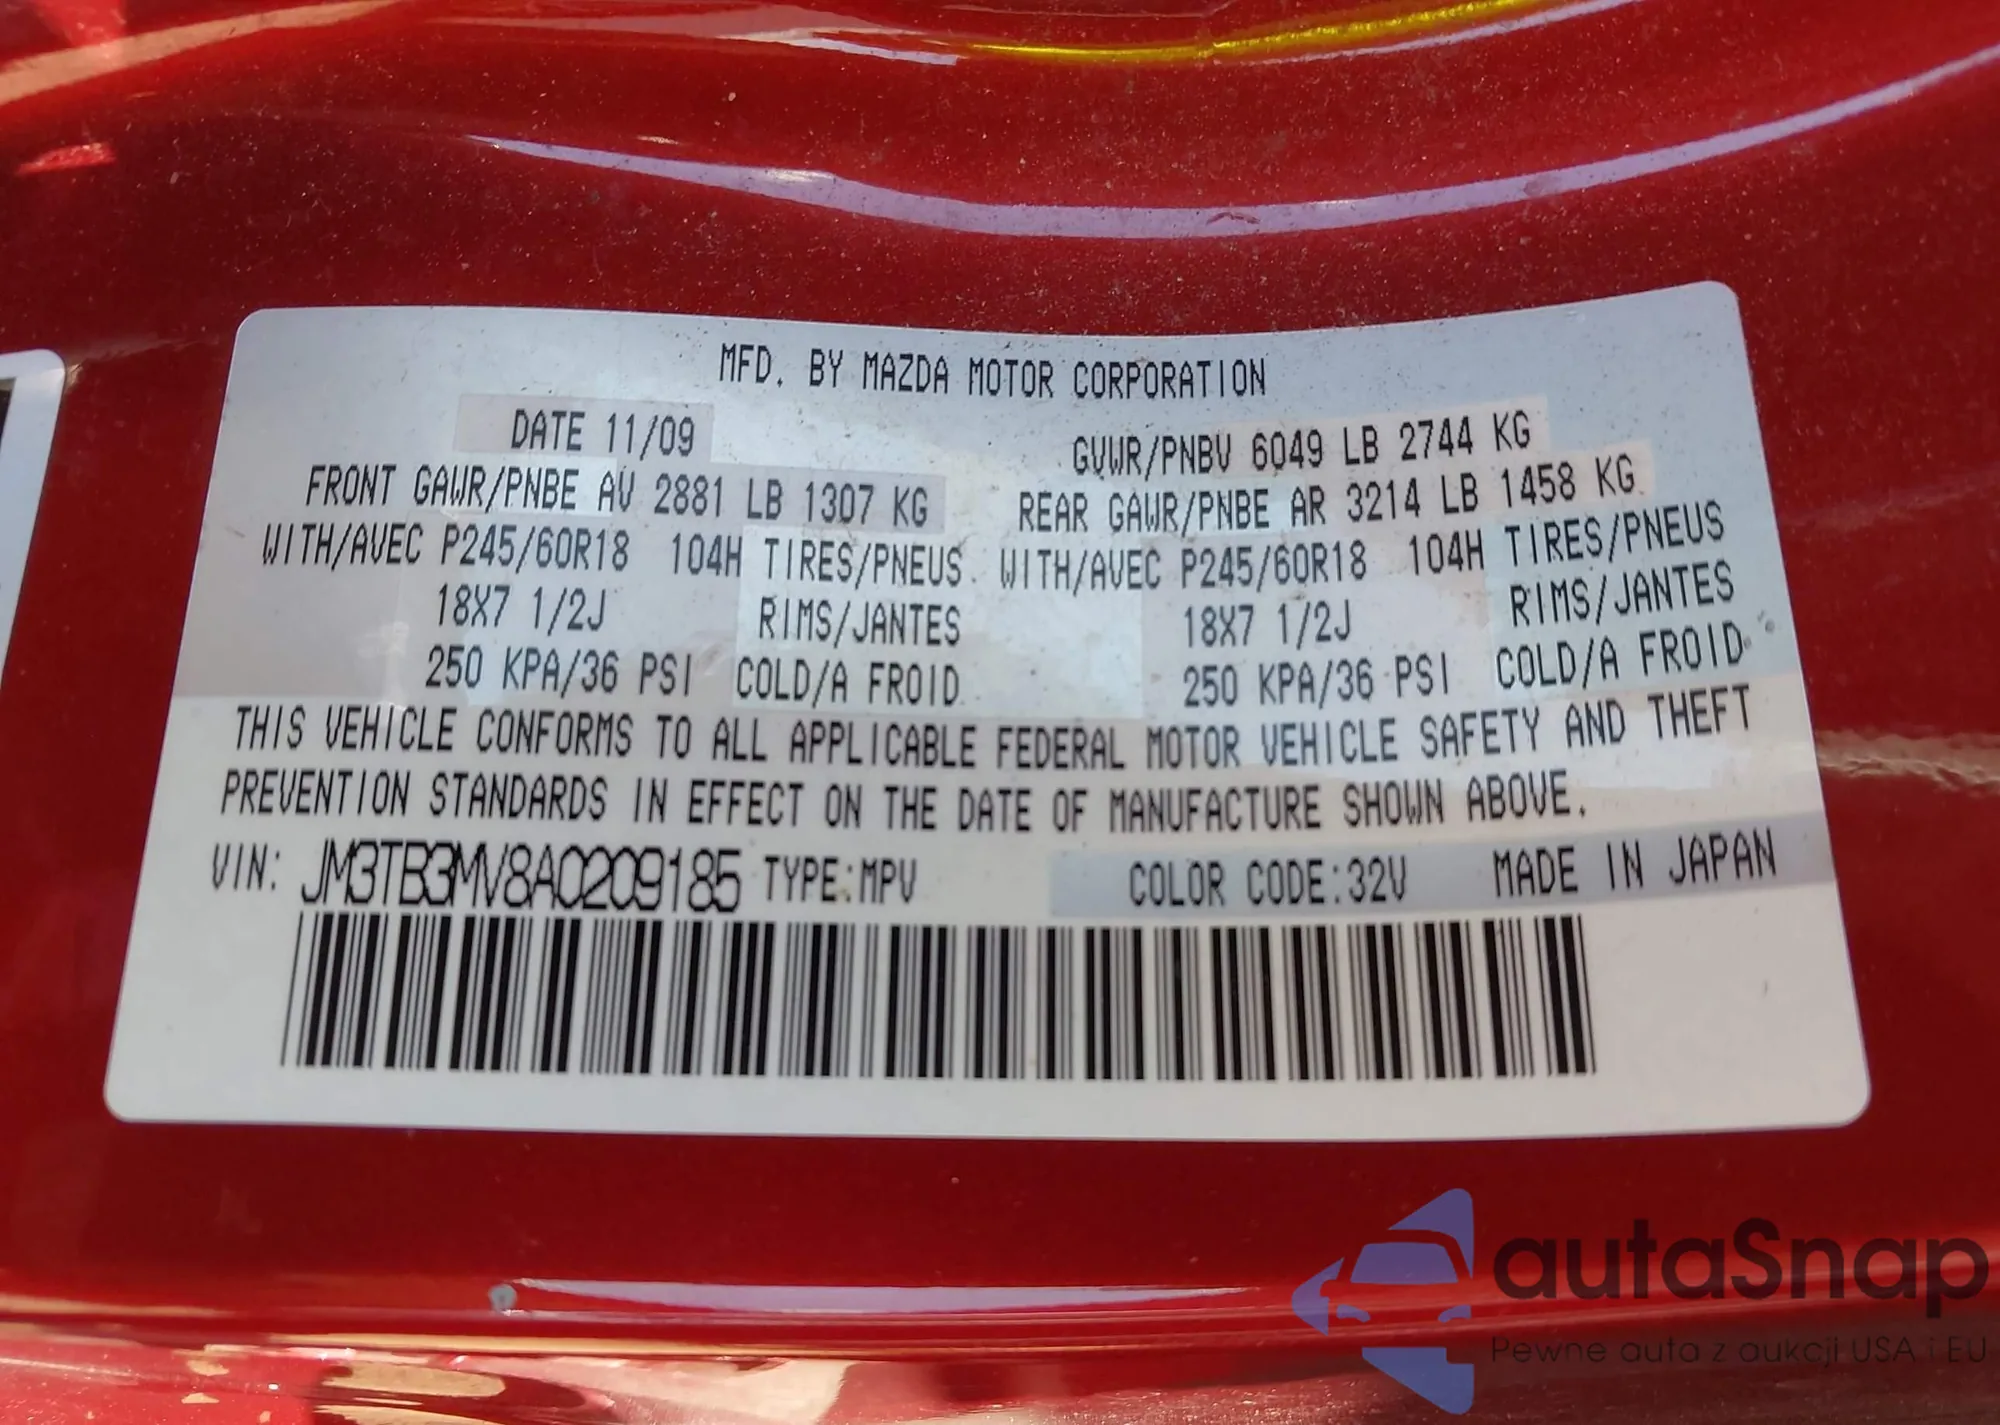 MFD. BY MAZDA MOTOR CORPORATION
DATE 11/09 GVWR/PNBV 6049 LB 2744 KG
FRONT GAWR/PNBE AV 2881 LB 1307 KG REAR GAWR/PNBE AR 3214 LB 1458 KG
WITH/AVEC P245/60R18 104H TIRES/PNEUS WITH/AVEC P245/60R18 104H TIRES/PNEUS
18X7 1/2J RIMS/JANTES 18X7 1/2J RIMS/JANTES
250 KPA/36 PSI COLD/A FROID 250 KPA/36 PSI COLD/A FROID
THIS VEHICLE CONFORMS TO ALL APPLICABLE FEDERAL MOTOR VEHICLE SAFETY AND THEFT
PREVENTION STANDARDS IN EFFECT ON THE DATE OF MANUFACTURE SHOWN ABOVE.
VIN: JM3TB3MV8A0209185 TYPE:MPV COLOR CODE:32V MADE IN JAPAN
autaSnap
Pewne auta z aukcji USA i EU